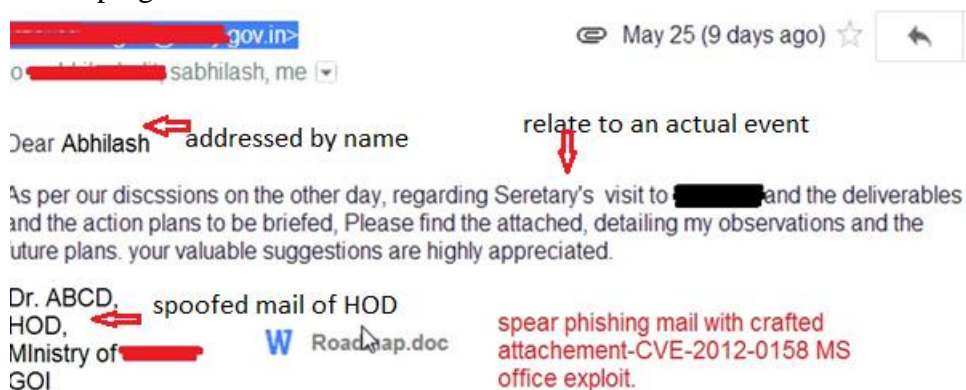 gov.in>
May 25 (9 days ago)
sabhilash, me
Dear Abhilash
addressed by name
relate to an actual event
As per our discssions on the other day, regarding Seretary's visit to and the deliverables
and the action plans to be briefed, Please find the attached, detailing my observations and the
future plans. your valuable suggestions are highly appreciated.
Dr. ABCD,
HOD,
MInistry of
GOI
spoofed mail of HOD
W Roadmap.doc
spear phishing mail with crafted
attachement-CVE-2012-0158 MS
office exploit.